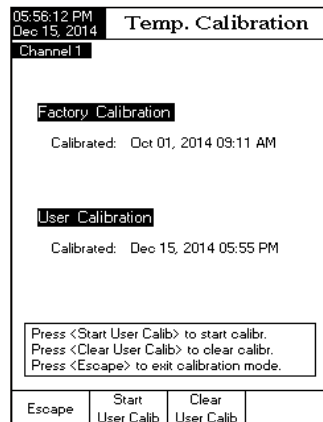 05:56:12 PM
Dec 15, 2014
Temp. Calibration
Channel 1
Factory Calibration
Calibrated: Oct 01, 2014 09:11 AM
User Calibration
Calibrated: Dec 15, 2014 05:55 PM
Press <Start User Calib> to start calibr.
Press <Clear User Calib> to clear calibr.
Press <Escape> to exit calibration mode.
Escape
Start
User Calib
Clear
User Calib